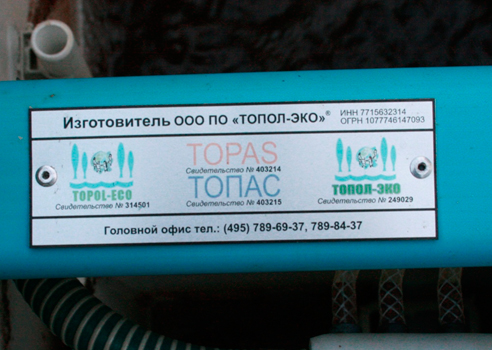 Изготовитель ООО ПО «ТОПОЛ-ЭКО»®
ИНН 7715632314
ОГРН 1077746147093
TOPOL-ECO
Свидетельство № 314501
TOPAS
Свидетельство № 403214
ТОПАС
Свидетельство № 403215
ТОПОЛ-ЭКО
Свидетельство № 249029
Головной офис тел.: (495) 789-69-37, 789-84-37